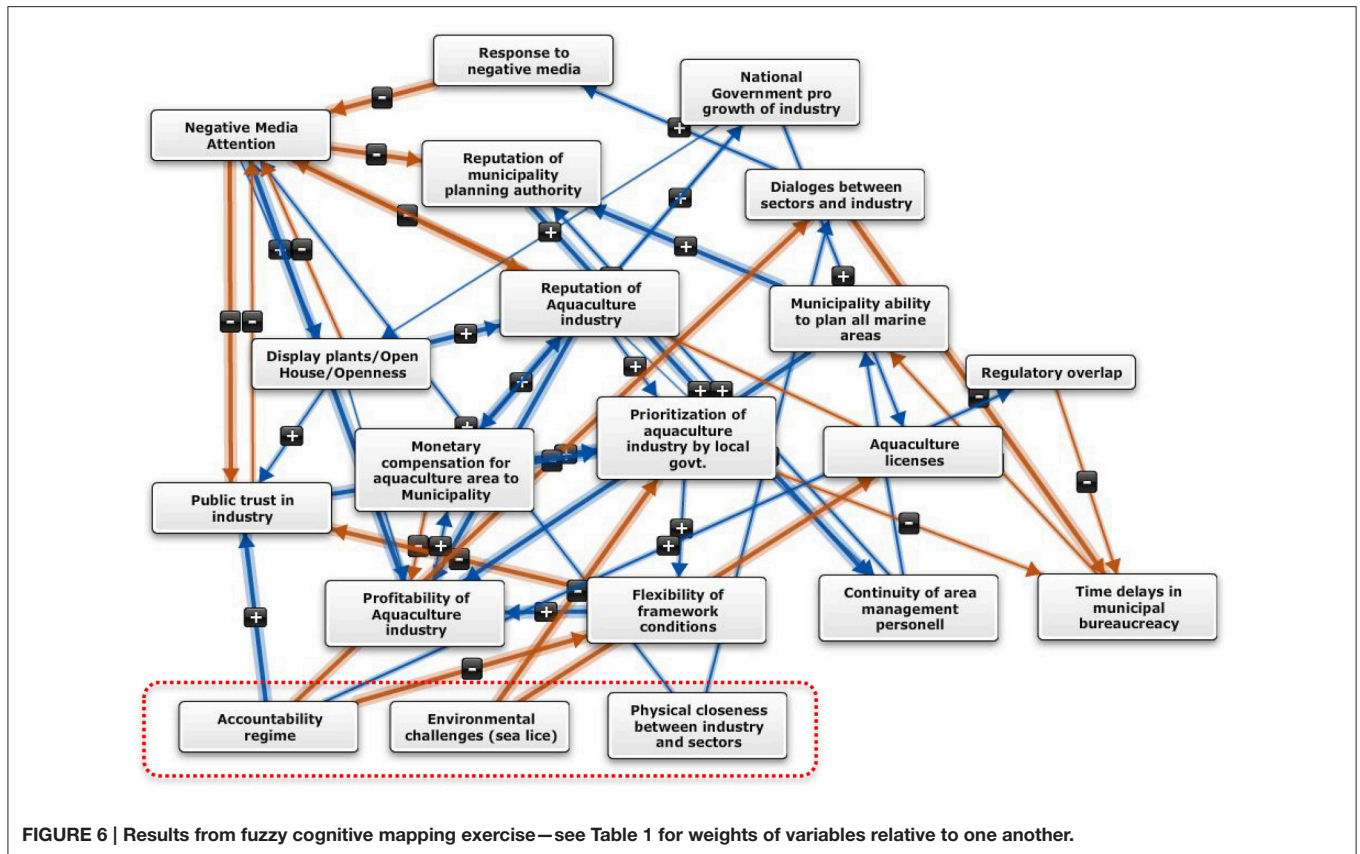 Response to
negative media
National
Government pro
growth of industry
Negative Media
Attention
Reputation of
municipality
planning authority
Dialoges between
sectors and industry
Reputation of
Aquaculture
industry
Municipality ability
to plan all marine
areas
Display plants/Open
House/Openness
Regulatory overlap
Prioritization of
aquaculture
industry by local
govt.
Monetary
compensation for
aquaculture area to
Municipality
Aquaculture
licenses
Public trust in
industry
Profitability of
Aquaculture
industry
Flexibility of
framework
conditions
Continuity of area
management
personell
Time delays in
municipal
bureaucreacy
Accountability
regime
Environmental
challenges (sea lice)
Physical closeness
between industry
and sectors
FIGURE 6 | Results from fuzzy cognitive mapping exercise—see Table 1 for weights of variables relative to one another.